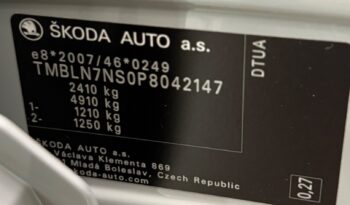 ŠKODA AUTO a.s.
e8*2007/46*0249
TMBLN7NS0P8042147
2410 kg
4910 kg
1- 1210 kg
2- 1250 kg
DTUA
ŠKODA AUTO a.s.
Václava Klementa 869
Mladá Boleslav, Czech Republic
skoda-auto.com
0,27